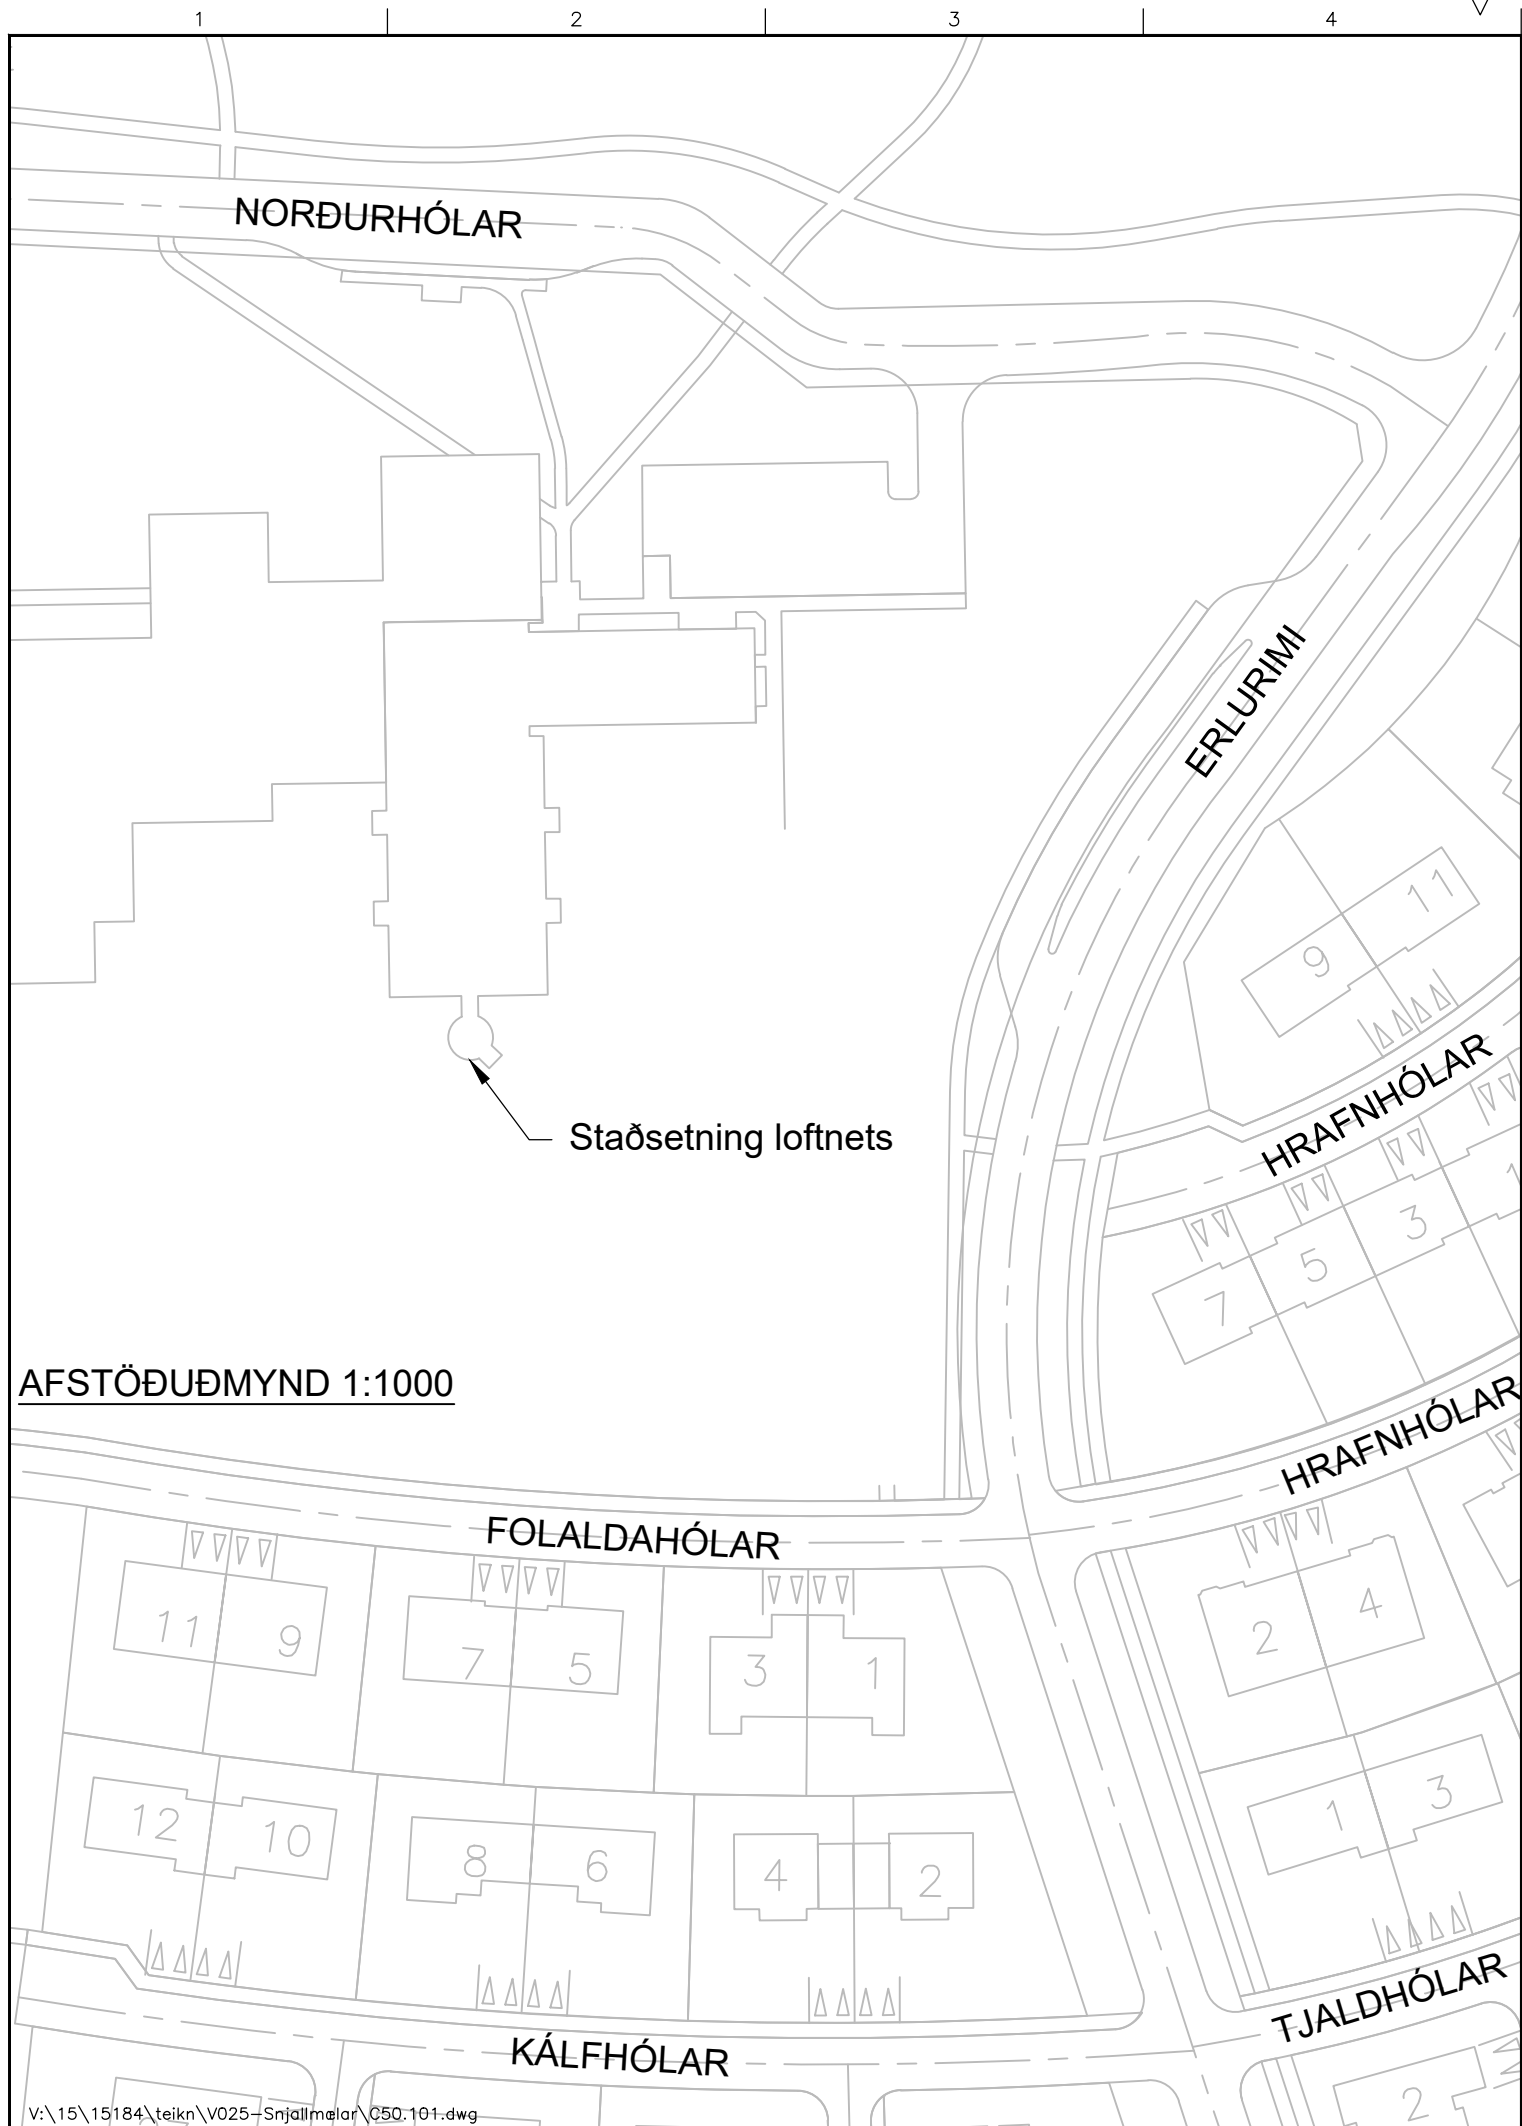 1 2 3 4
NORÐURHÓLAR
ERLURIMI
11
9
HRAFNHÓLAR
Staðsetning loftnets
1
3
5
7
AFSTÖÐUÐMYND 1:1000
HRAFNHÓLAR
FOLALDAHÓLAR
11 9 7 5 3 1 2 4
12 10 8 6 4 2 1 3
TJALDHÓLAR
KÁLFHÓLAR
2
V:\15\15184\teikn\V025-Snjallmælar\C50.101.dwg